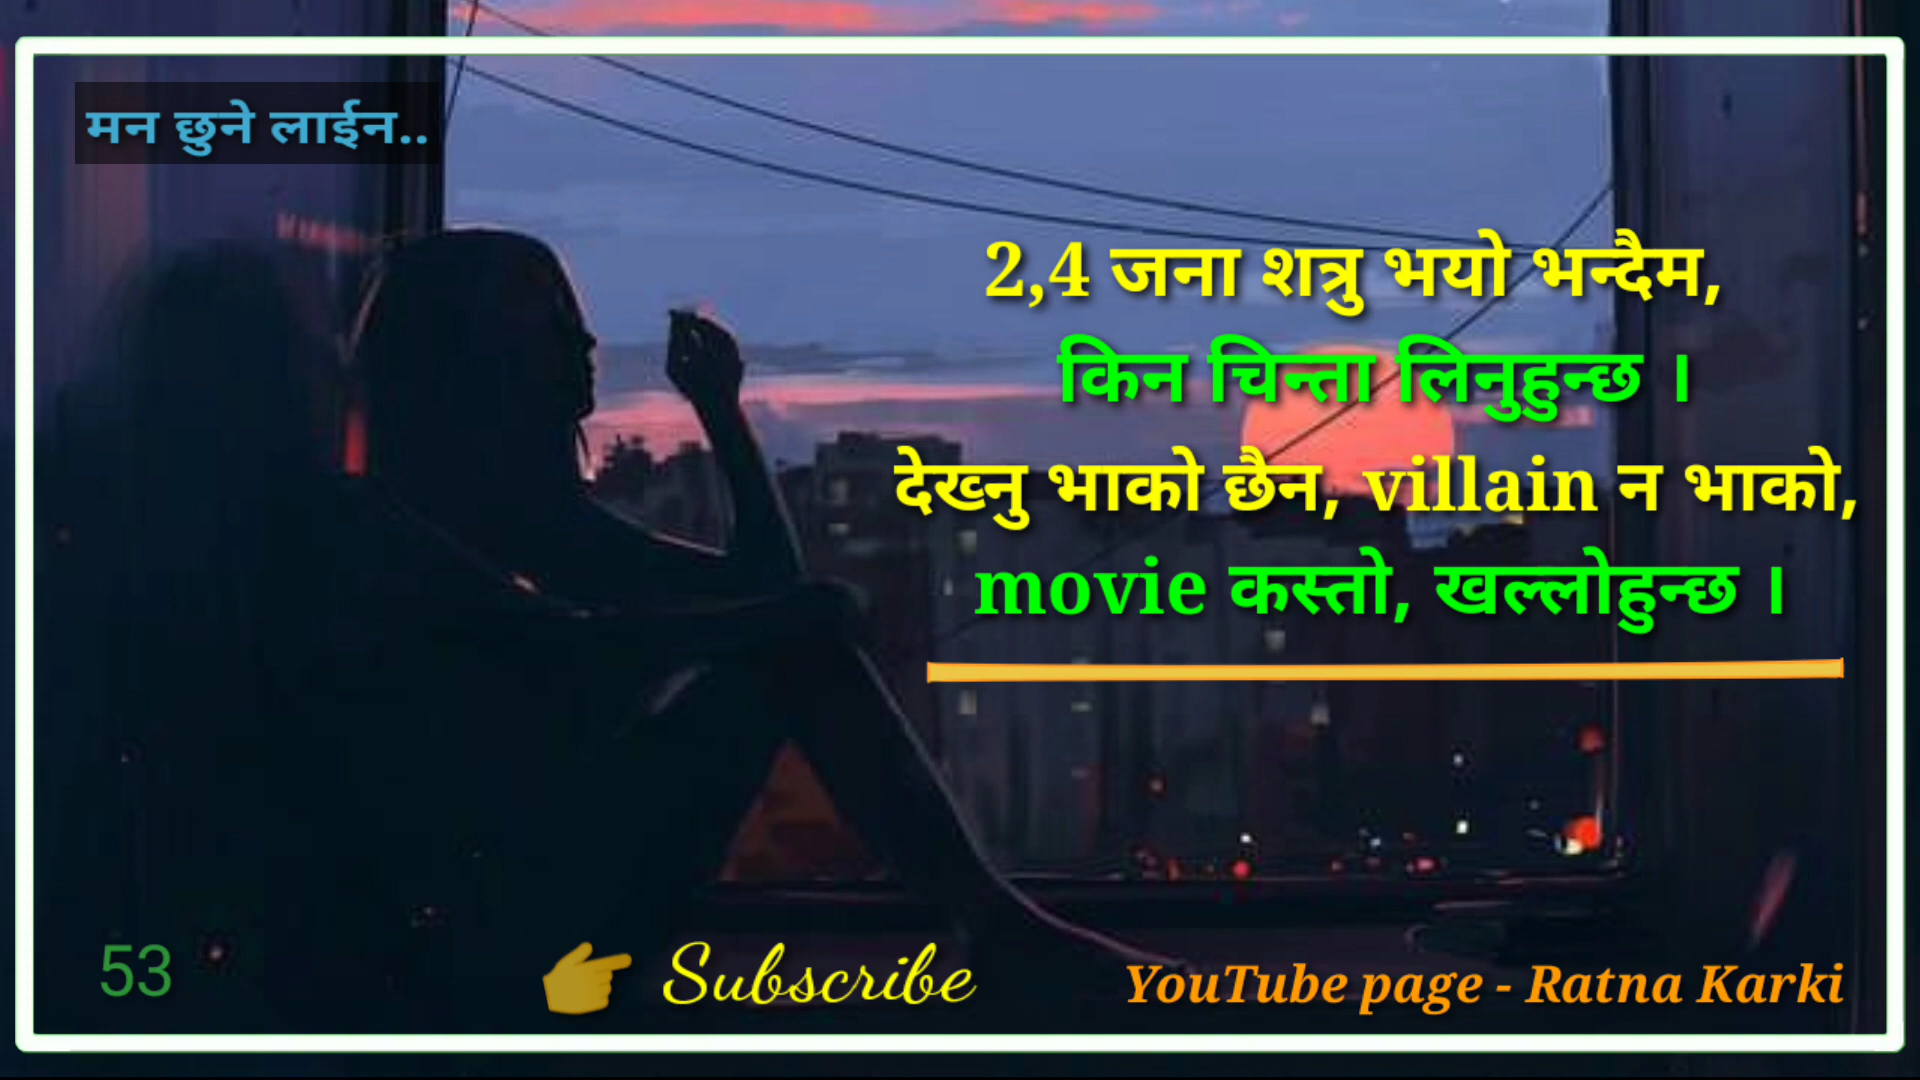 मन छुने लाईन..
2,4 जना शत्रु भयो भन्दैम,
किन चिन्ता लिनुहुन्छ ।
देख्नु भाको छैन, villain न भाको,
movie कस्तो, खल्लोहुन्छ ।
53
👉 Subscribe
YouTube page - Ratna Karki